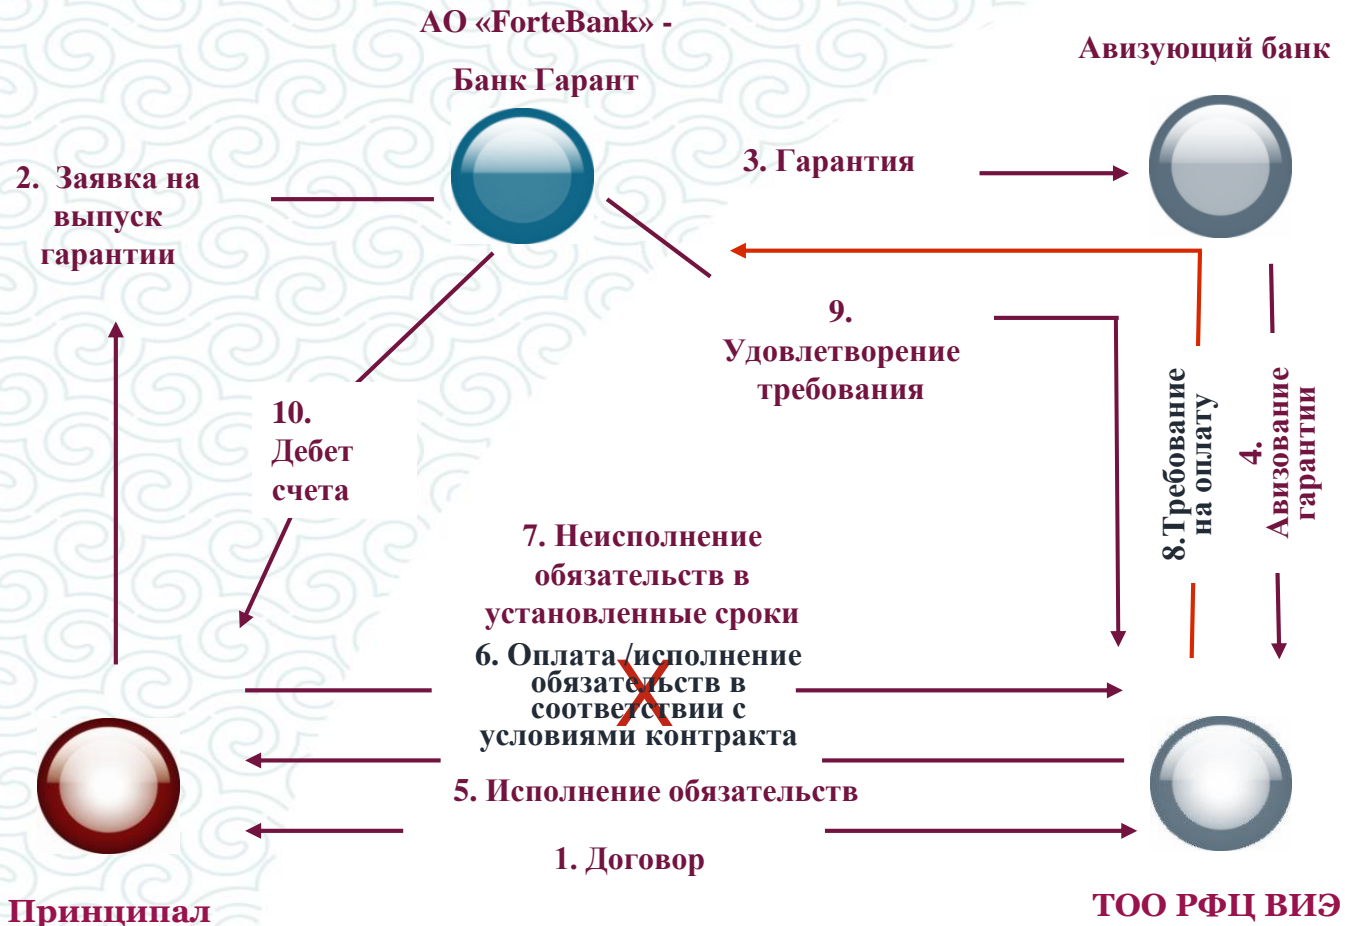 АО «ForteBank» -
Банк Гарант
Авизующий банк
2. Заявка на
выпуск
гарантии
3. Гарантия
9.
Удовлетворение
требования
8.Требование
на оплату
4.
Авизование
гарантии
10.
Дебет
счета
7. Неисполнение
обязательств в
установленные сроки
6. Оплата /исполнение
обязательств в
соответствии с
условиями контракта
X
5. Исполнение обязательств
1. Договор
Принципал
ТОО РФЦ ВИЭ